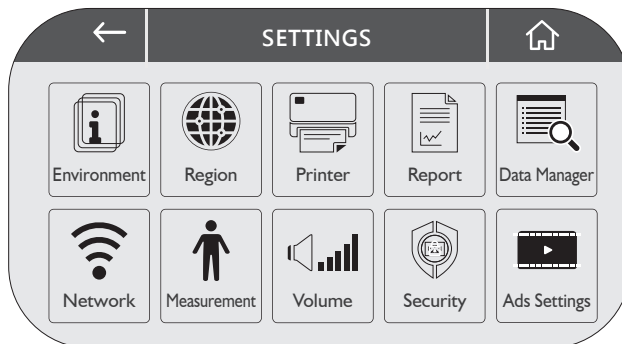 SETTINGS
Environment Region Printer Report Data Manager
Network Measurement Volume Security Ads Settings